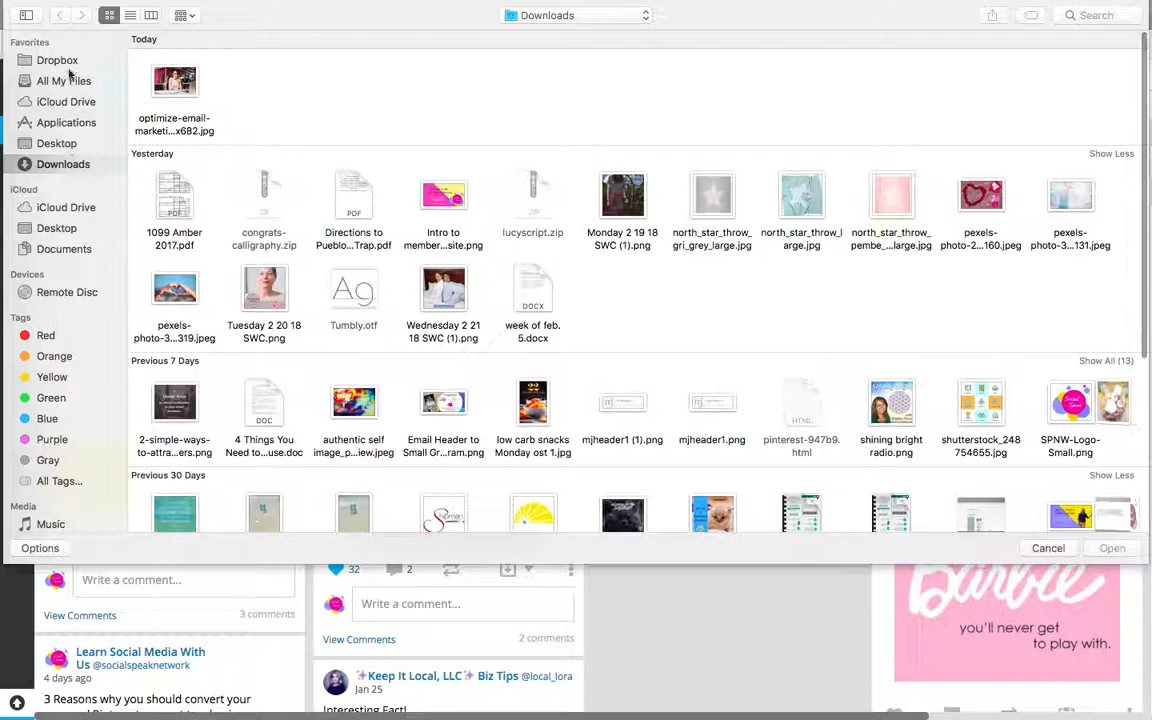 Downloads
Search
Favorites
Dropbox
All My Files
iCloud Drive
Applications
Desktop
Downloads
iCloud
iCloud Drive
Desktop
Documents
Devices
Remote Disc
Tags
Red
Orange
Yellow
Green
Blue
Purple
Gray
All Tags...
Media
Music
Today
optimize-email-
marketi...x682.jpg
Yesterday
Show Less
1099 Amber
2017.pdf
congrats-
calligraphy.zip
Directions to
Pueblo...Trap.pdf
Intro to
member...site.png
lucyscript.zip
Monday 2 19 18
SWC (1).png
north_star_throw_
gri_grey_large.jpg
north_star_throw_l
arge.jpg
north_star_throw_
pembe_...large.jpg
pexels-
photo-2...160.jpeg
pexels-
photo-3...131.jpeg
PDF
ZIP
PDF
ZIP
pexels-
photo-3...319.jpeg
Tuesday 2 20 18
SWC.png
Ag
Tumbly.otf
Wednesday 2 21
18 SWC (1).png
DOCX
week of feb.
5.docx
Previous 7 Days
Show All (13)
2-simple-ways-
to-attra...ers.png
DOC
4 Things You
Need to...use.doc
authentic self
image_p...iew.jpeg
Email Header to
Small Gr...ram.png
low carb snacks
Monday ost 1.jpg
mjheader1 (1).png
mjheader1.png
HTML
pinterest-947b9.
html
shining bright
radio.png
shutterstock_248
754655.jpg
SPNW-Logo-
Small.png
Previous 30 Days
Show Less
Options
Cancel
Open
Write a comment...
View Comments
3 comments
Learn Social Media With
Us @socialspeaknetwork
4 days ago
3 Reasons why you should convert your
32
2
Write a comment...
View Comments
2 comments
✨Keep It Local, LLC✨ Biz Tips @local_lora
Jan 25
Interesting Fact!
Barbie
you'll never get
to play with.